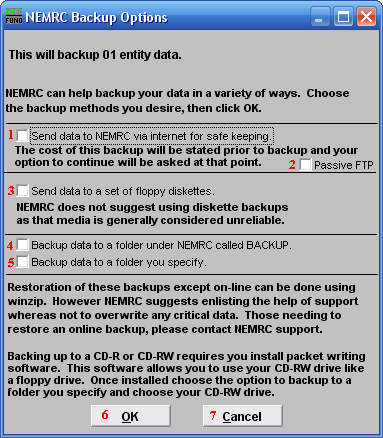 FUND NEMRC Backup Options
This will backup 01 entity data.
NEMRC can help backup your data in a variety of ways. Choose
the backup methods you desire, then click OK.
1 Send data to NEMRC via internet for safe keeping.
The cost of this backup will be stated prior to backup and your
option to continue will be asked at that point. 2 Passive FTP
3 Send data to a set of floppy diskettes.
NEMRC does not suggest using diskette backups
as that media is generally considered unreliable.
4 Backup data to a folder under NEMRC called BACKUP.
5 Backup data to a folder you specify.
Restoration of these backups except on-line can be done using
winzip. However NEMRC suggests enlisting the help of support
whereas not to overwrite any critical data. Those needing to
restore an online backup, please contact NEMRC support.
Backing up to a CD-R or CD-RW requires you install packet writing
software. This software allows you to use your CD-RW drive like
a floppy drive. Once installed choose the option to backup to a
folder you specify and choose your CD-RW drive.
6 OK 7 Cancel